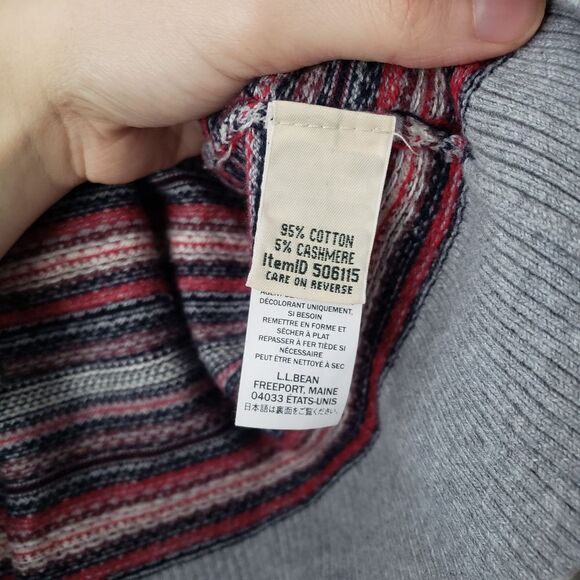 95% COTTON
5% CASHMERE
ItemID 506115
CARE ON REVERSE
DÉCOLORANT UNIQUEMENT,
SI BESOIN
REMETTRE EN FORME ET
SÉCHER À PLAT
REPASSER À FER TIÈDE SI
NÉCESSAIRE
PEUT ÊTRE NETTOYÉ À SEC
L.L.BEAN
FREEPORT, MAINE
04033 ÉTATS-UNIS
日本語は裏面をご覧ください。